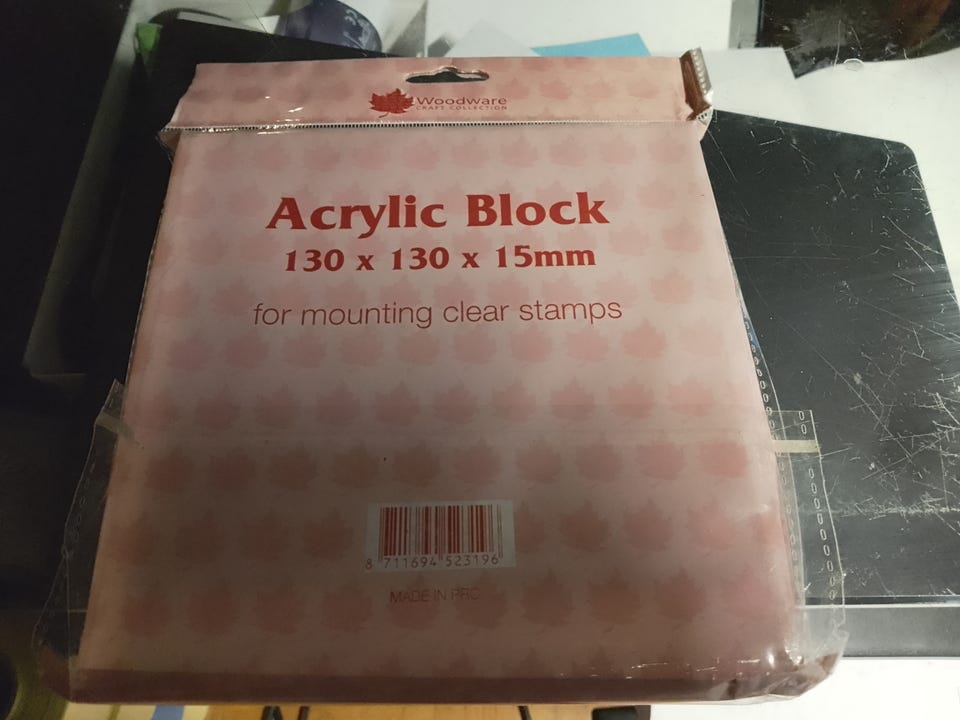 Woodware
CRAFT COLLECTION
Acrylic Block
130 x 130 x 15mm
for mounting clear stamps
8 711694 523196
MADE IN PRC